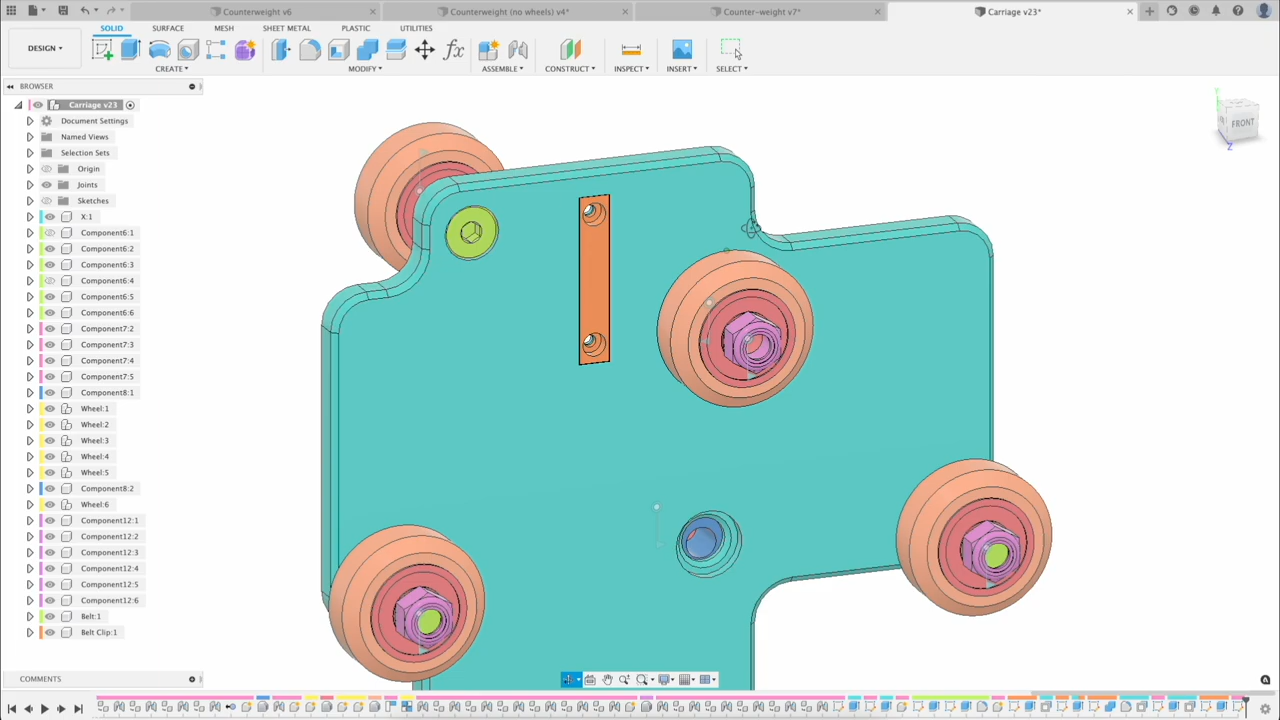 Counterweight v6
Counterweight (no wheels) v4*
Counter-weight v7*
Carriage v23*
SOLID
SURFACE
MESH
SHEET METAL
PLASTIC
UTILITIES
DESIGN
CREATE
MODIFY
ASSEMBLE
CONSTRUCT
INSPECT
INSERT
SELECT
BROWSER
Carriage v23
Document Settings
Named Views
Selection Sets
Origin
Joints
Sketches
X:1
Component6:1
Component6:2
Component6:3
Component6:4
Component6:5
Component6:6
Component7:2
Component7:3
Component7:4
Component7:5
Component8:1
Wheel:1
Wheel:2
Wheel:3
Wheel:4
Wheel:5
Component8:2
Wheel:6
Component12:1
Component12:2
Component12:3
Component12:4
Component12:5
Component12:6
Belt:1
Belt Clip:1
FRONT
Z
COMMENTS